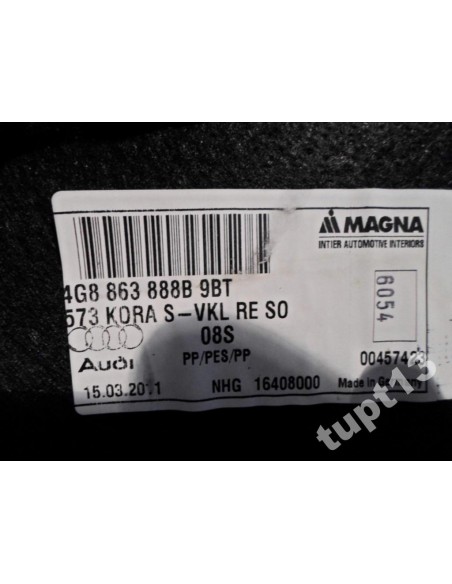 MAGNA
INTIER AUTOMOTIVE INTERIORS
4G8 863 888B 9BT
573 KORA S-VKL RE SO
08S
6054
Audi
PP/PES/PP
00457423
15.03.2011
NHG 16408000
Made in Germany
tupt13